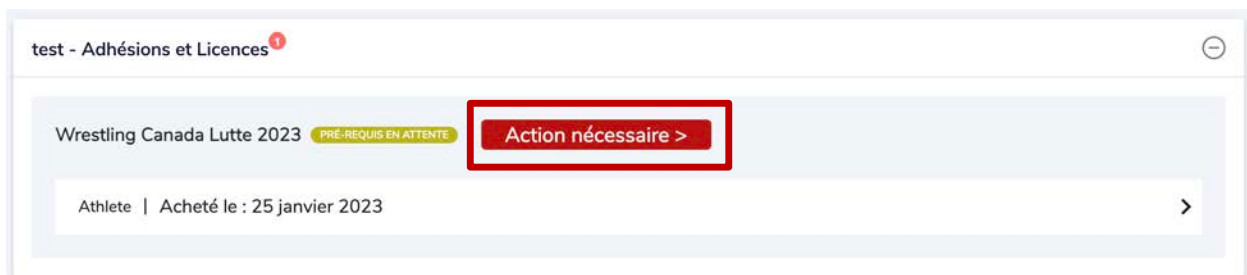 test - Adhésions et Licences 1
Wrestling Canada Lutte 2023 PRÉ-REQUIS EN ATTENTE Action nécessaire >
Athlete | Acheté le : 25 janvier 2023